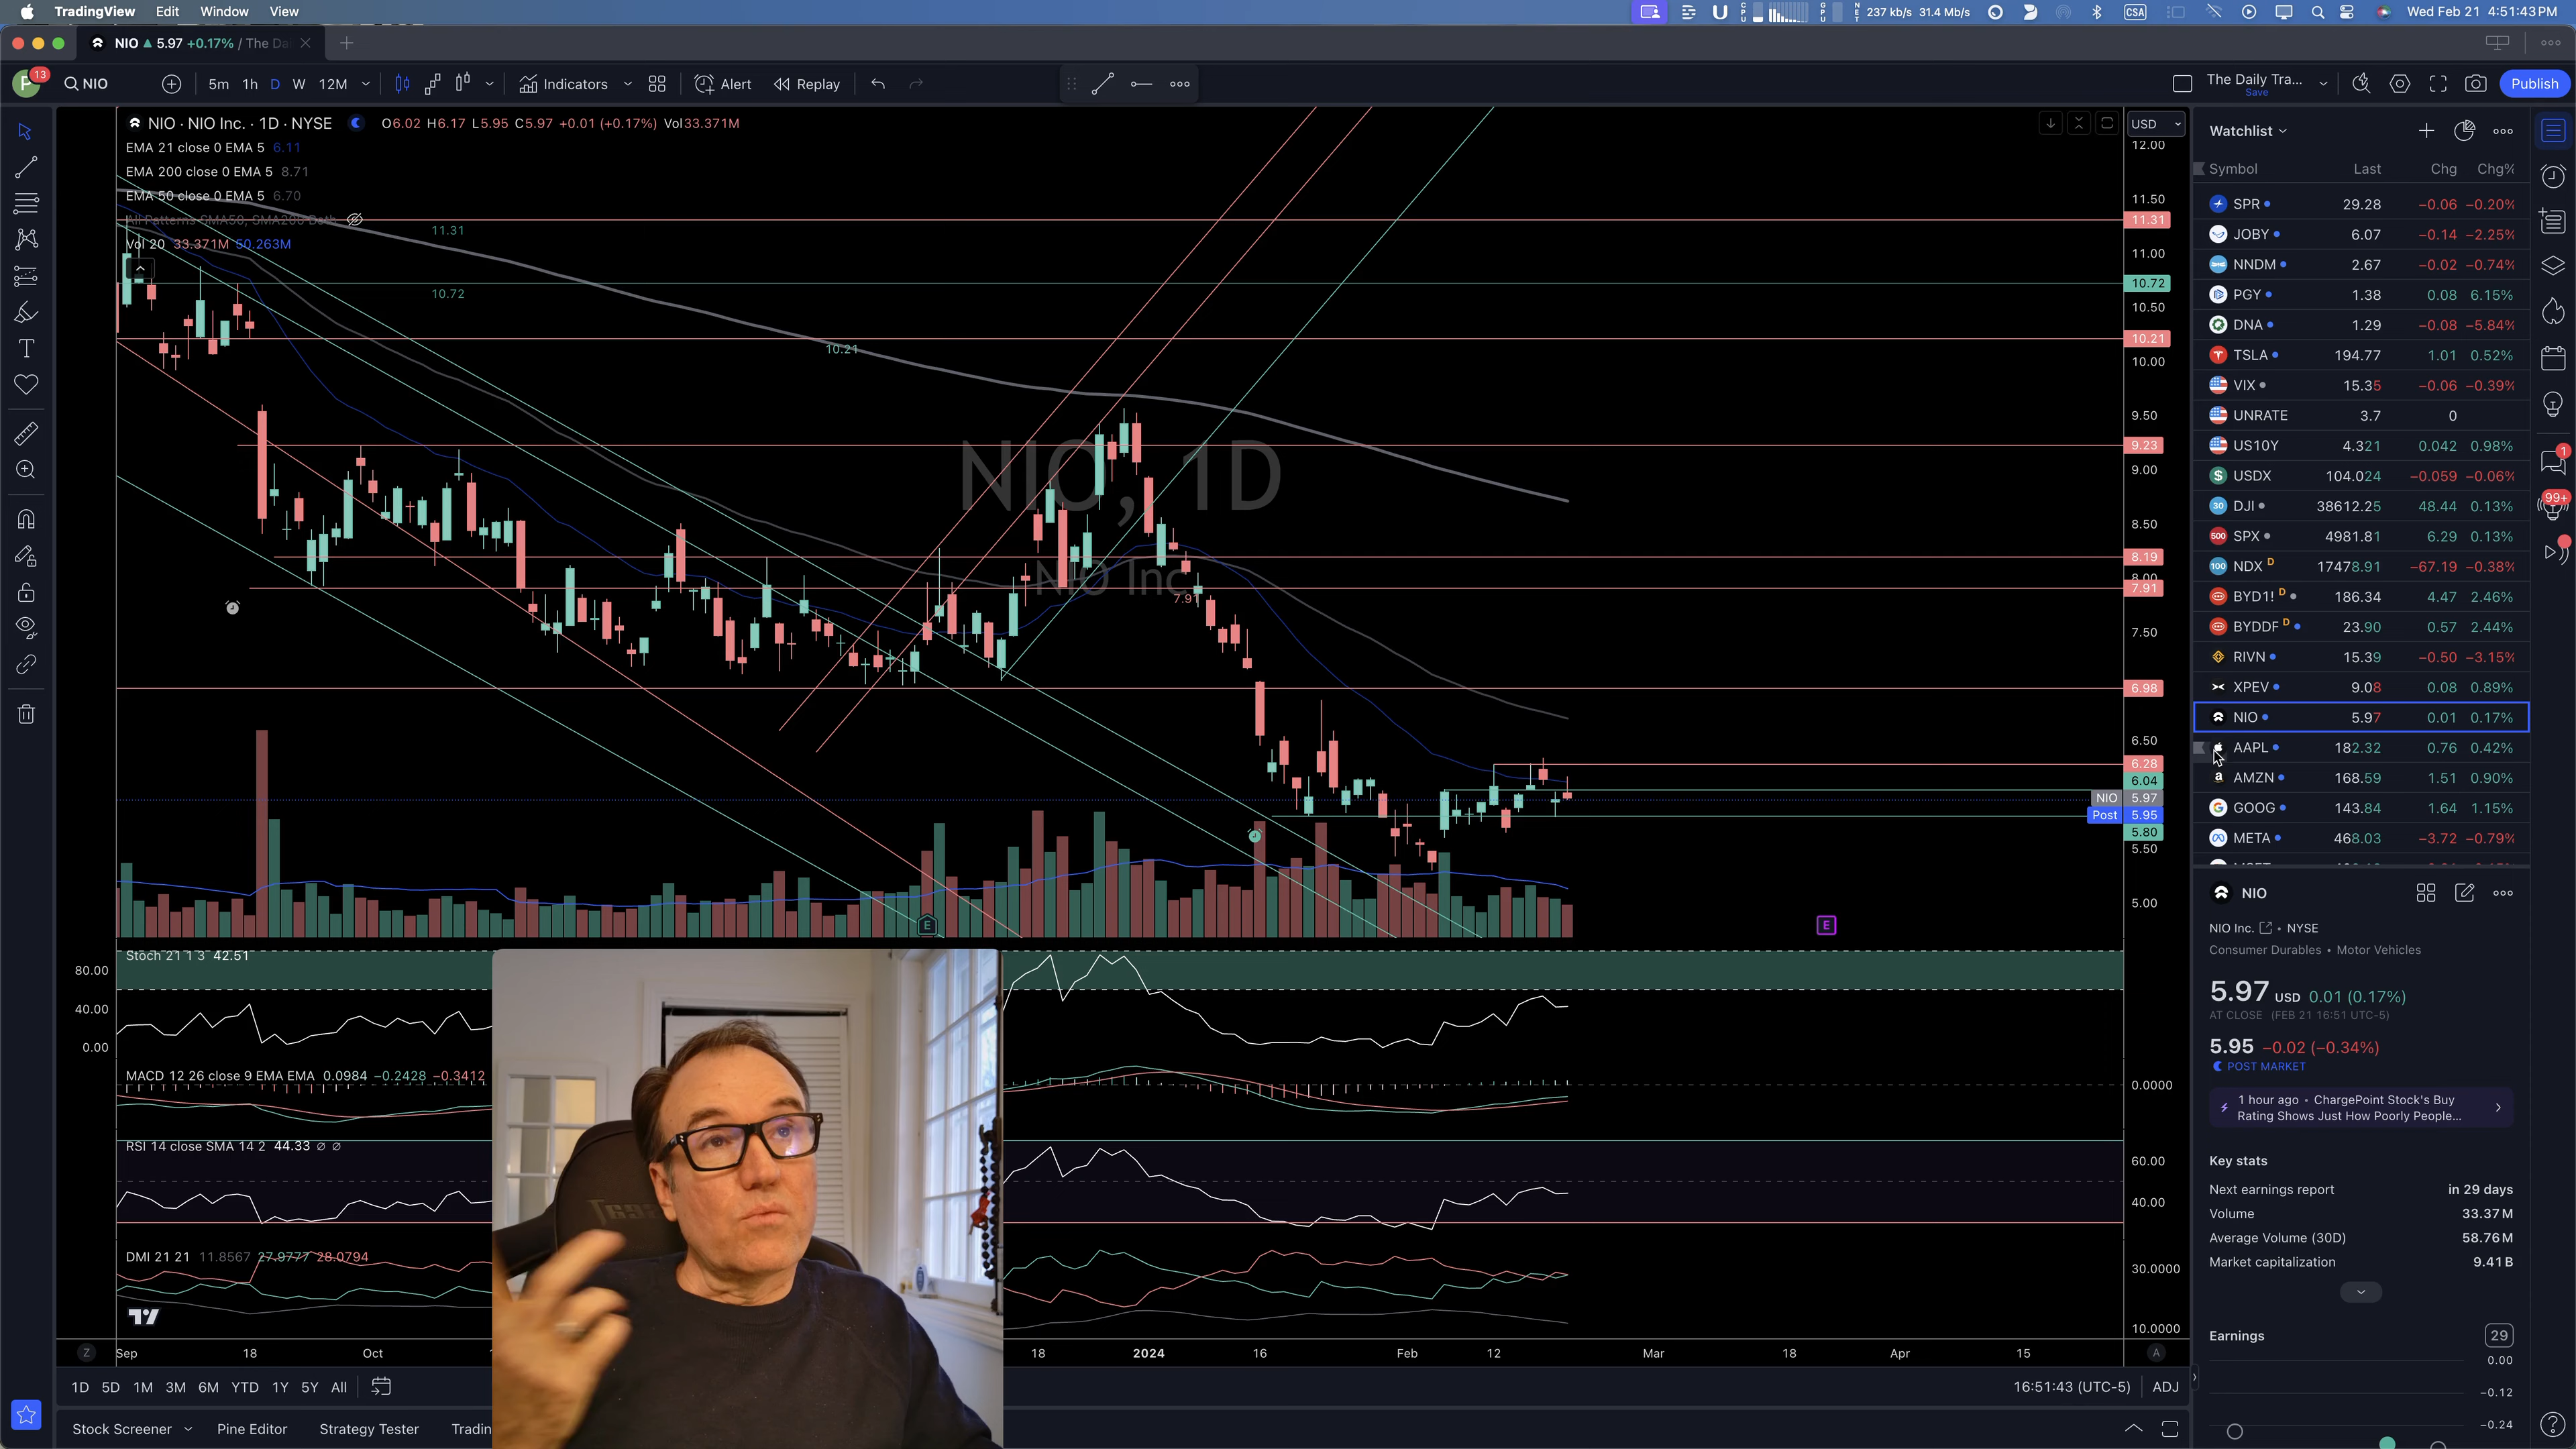 TradingView Edit Window View
237 kb/s 31.4 Mb/s CSA Wed Feb 21 4:51:43 PM
NIO ▲ 5.97 +0.17% / The Da
13
NIO 5m 1h D W 12M Indicators Alert Replay
The Daily Tra... Save Publish
NIO · NIO Inc. · 1D · NYSE O6.02 H6.17 L5.95 C5.97 +0.01 (+0.17%) Vol33.371M
EMA 21 close 0 EMA 5 6.11
EMA 200 close 0 EMA 5 8.71
EMA 50 close 0 EMA 5 6.70
All Patterns SMA50, SMA200 Both
Vol 20 33.371M 50.263M
11.31
10.72
10.21
7.91
NIO, 1D
NIO Inc.
USD
12.00
11.50
11.31
11.00
10.72
10.50
10.21
10.00
9.50
9.23
9.00
8.50
8.19
8.00
7.91
7.50
6.98
6.50
6.28
6.04
NIO 5.97
Post 5.95
5.80
5.50
5.00
E
E
Stoch 21 1 3 42.51
80.00
40.00
0.00
MACD 12 26 close 9 EMA EMA 0.0984 −0.2428 −0.3412
0.0000
RSI 14 close SMA 14 2 44.33 ∅ ∅
60.00
40.00
DMI 21 21 11.8567 27.9777 28.0794
30.0000
10.0000
Z Sep 18 Oct 18 2024 16 Feb 12 Mar 18 Apr 15 A
1D 5D 1M 3M 6M YTD 1Y 5Y All
16:51:43 (UTC-5) ADJ
Stock Screener Pine Editor Strategy Tester Tradin
Watchlist
Symbol Last Chg Chg%
SPR 29.28 −0.06 −0.20%
JOBY 6.07 −0.14 −2.25%
NNDM 2.67 −0.02 −0.74%
PGY 1.38 0.08 6.15%
DNA 1.29 −0.08 −5.84%
TSLA 194.77 1.01 0.52%
VIX 15.35 −0.06 −0.39%
UNRATE 3.7 0
US10Y 4.321 0.042 0.98%
USDX 104.024 −0.059 −0.06%
30 DJI 38612.25 48.44 0.13%
500 SPX 4981.81 6.29 0.13%
100 NDX D 17478.91 −67.19 −0.38%
BYD1! D 186.34 4.47 2.46%
BYDDF D 23.90 0.57 2.44%
RIVN 15.39 −0.50 −3.15%
XPEV 9.08 0.08 0.89%
NIO 5.97 0.01 0.17%
AAPL 182.32 0.76 0.42%
AMZN 168.59 1.51 0.90%
GOOG 143.84 1.64 1.15%
META 468.03 −3.72 −0.79%
NIO
NIO Inc. • NYSE
Consumer Durables • Motor Vehicles
5.97 USD 0.01 (0.17%)
AT CLOSE (FEB 21 16:51 UTC-5)
5.95 −0.02 (−0.34%)
POST MARKET
1 hour ago • ChargePoint Stock's Buy
Rating Shows Just How Poorly People...
Key stats
Next earnings report in 29 days
Volume 33.37M
Average Volume (30D) 58.76M
Market capitalization 9.41B
Earnings 29
0.00
−0.12
−0.24
1
99+